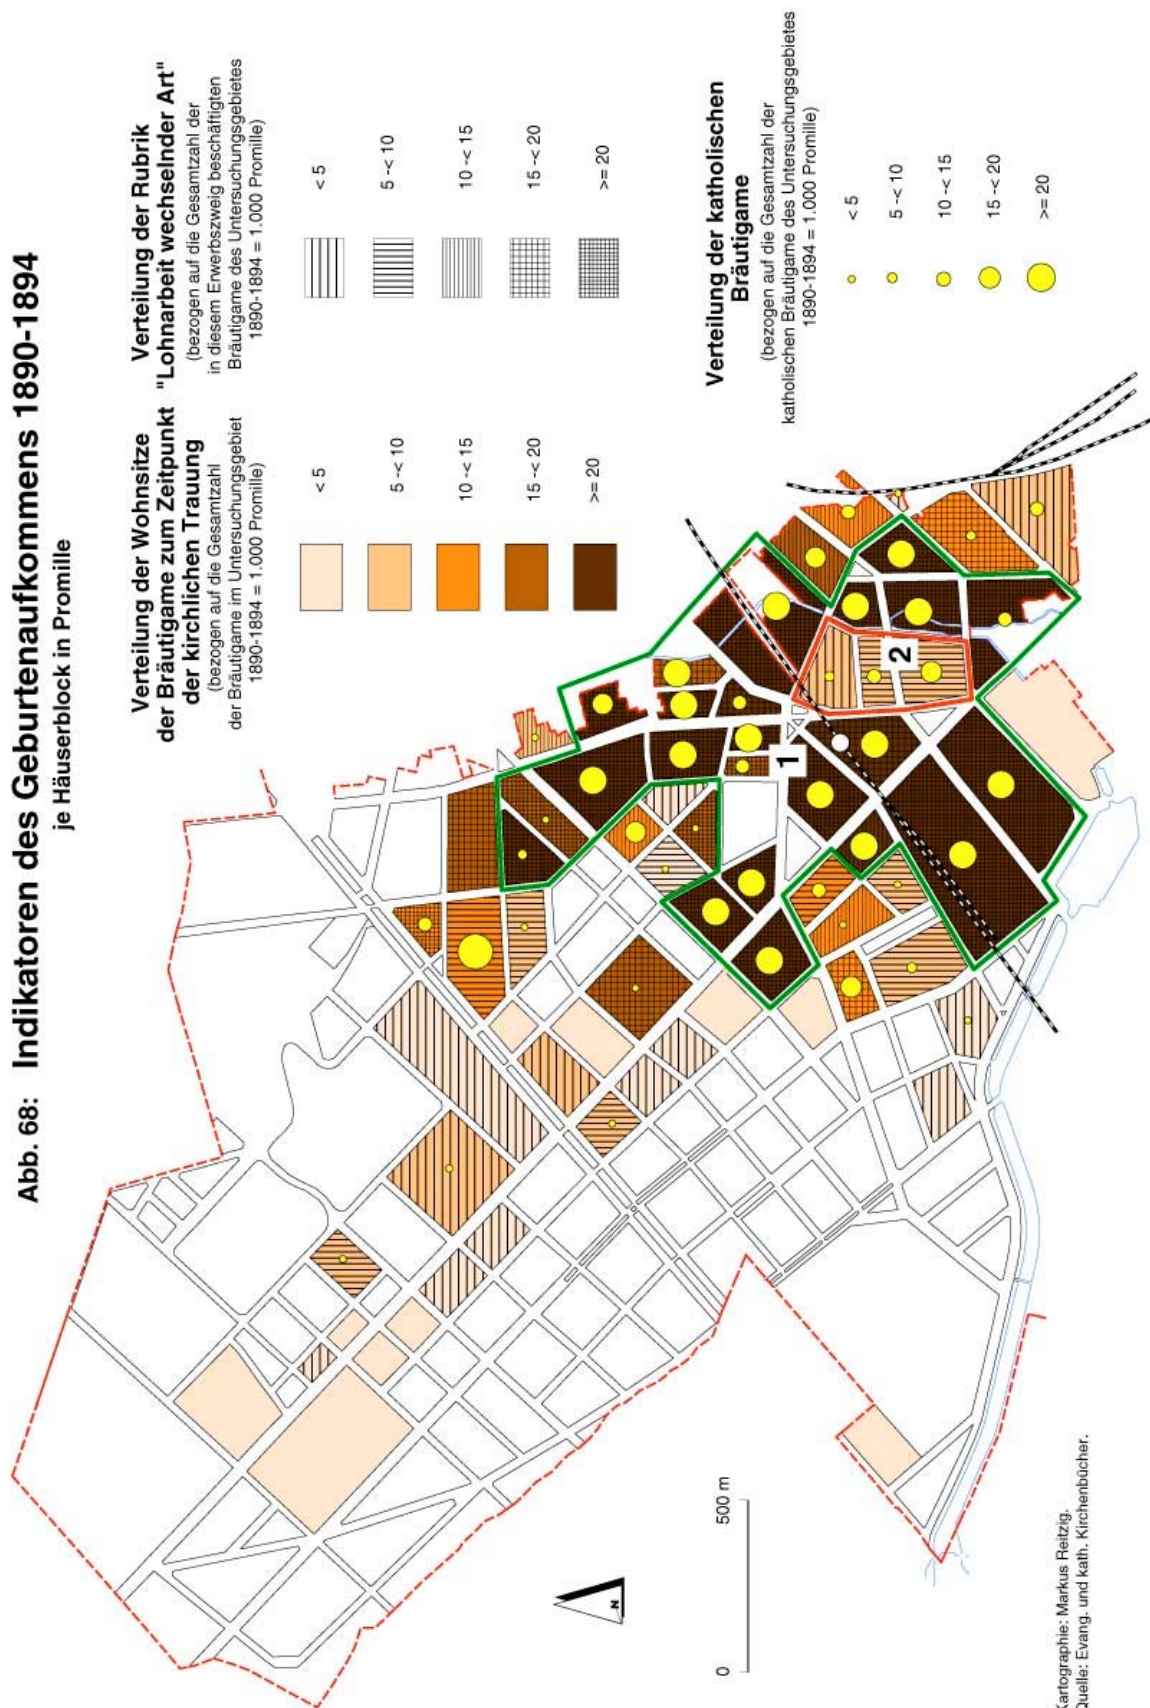 Abb. 68: Indikatoren des Geburtenaufkommens 1890-1894
je Häuserblock in Promille
Verteilung der Wohnsitze
der Bräutigame zum Zeitpunkt
der kirchlichen Trauung
(bezogen auf die Gesamtzahl
der Bräutigame im Untersuchungsgebiet
1890-1894 = 1.000 Promille)
< 5
5 -< 10
10 -< 15
15 -< 20
>= 20
Verteilung der Rubrik
"Lohnarbeit wechselnder Art"
(bezogen auf die Gesamtzahl der
in diesem Erwerbszweig beschäftigten
Bräutigame des Untersuchungsgebietes
1890-1894 = 1.000 Promille)
< 5
5 -< 10
10 -< 15
15 -< 20
>= 20
Verteilung der katholischen
Bräutigame
(bezogen auf die Gesamtzahl der
katholischen Bräutigame des Untersuchungsgebietes
1890-1894 = 1.000 Promille)
< 5
5 -< 10
10 -< 15
15 -< 20
>= 20
1
2
N
0 500 m
Kartographie: Markus Reitzig.
Quelle: Evang. und kath. Kirchenbücher.